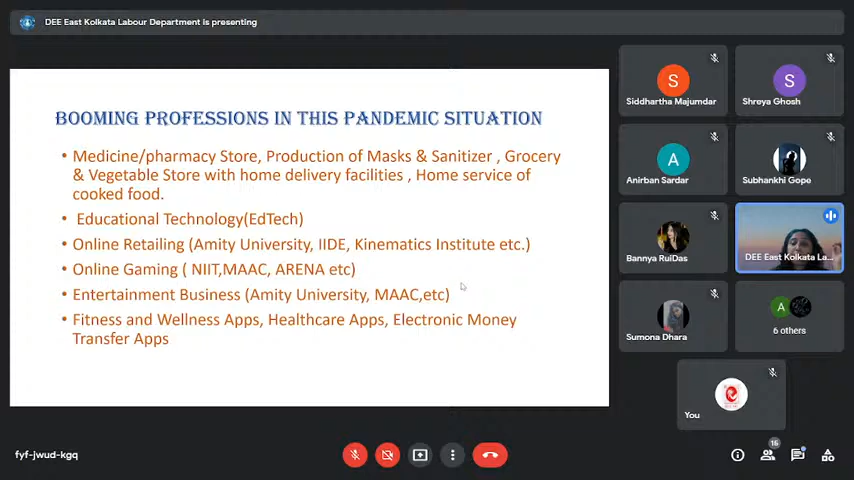 DEE East Kolkata Labour Department is presenting
BOOMING PROFESSIONS IN THIS PANDEMIC SITUATION
• Medicine/pharmacy Store, Production of Masks & Sanitizer , Grocery
& Vegetable Store with home delivery facilities , Home service of
cooked food.
• Educational Technology(EdTech)
• Online Retailing (Amity University, IIDE, Kinematics Institute etc.)
• Online Gaming ( NIIT,MAAC, ARENA etc)
• Entertainment Business (Amity University, MAAC,etc)
• Fitness and Wellness Apps, Healthcare Apps, Electronic Money
Transfer Apps
S
Siddhartha Majumdar
S
Shreya Ghosh
A
Anirban Sardar
Subhankhi Gope
Bannya RuiDas
DEE East Kolkata La...
Sumona Dhara
A
6 others
You
fyf-jwud-kgq
16